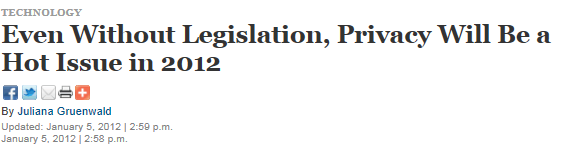 TECHNOLOGY
Even Without Legislation, Privacy Will Be a
Hot Issue in 2012
By Juliana Gruenwald
Updated: January 5, 2012 | 2:59 p.m.
January 5, 2012 | 2:58 p.m.